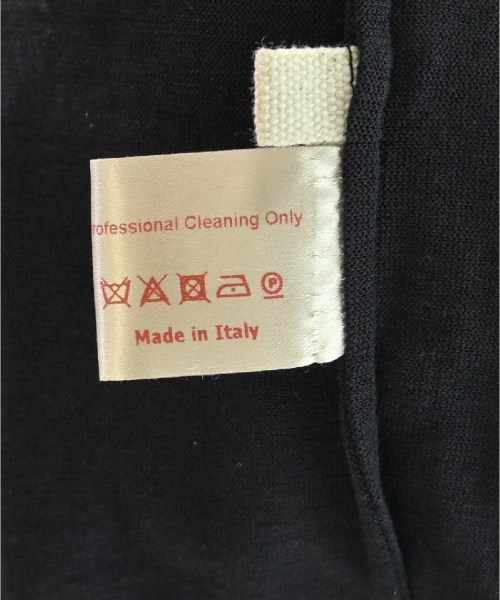 rofessional Cleaning Only
P
Made in Italy